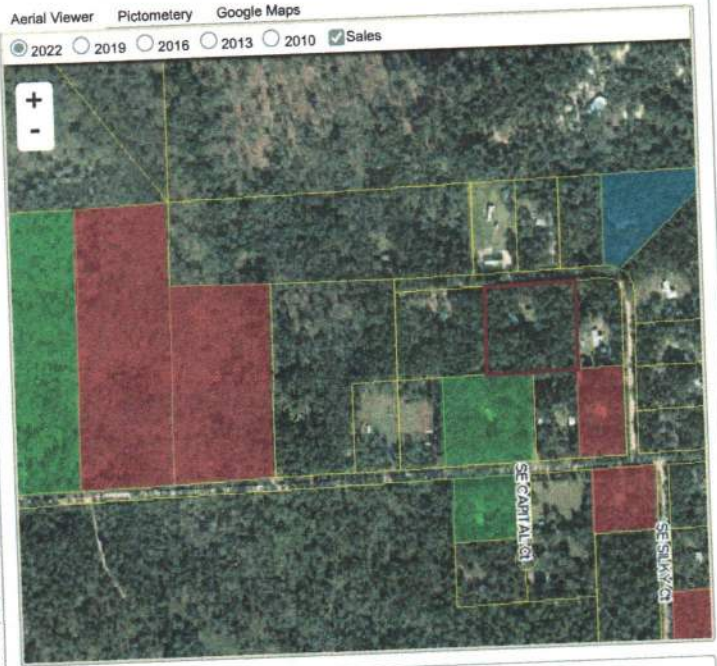 Aerial Viewer Pictometery Google Maps
2022 2019 2016 2013 2010 Sales
+
-
SE CAPITAL Ct
SE SILKY Ct